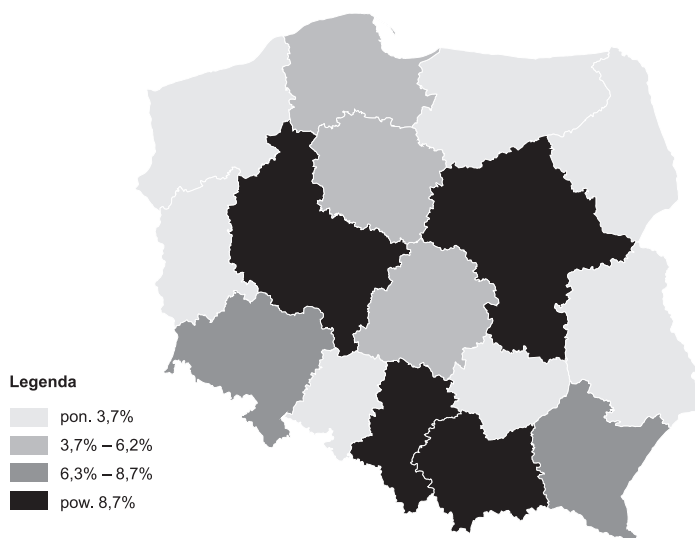 Legenda
pon. 3,7%
3,7% – 6,2%
6,3% – 8,7%
pow. 8,7%